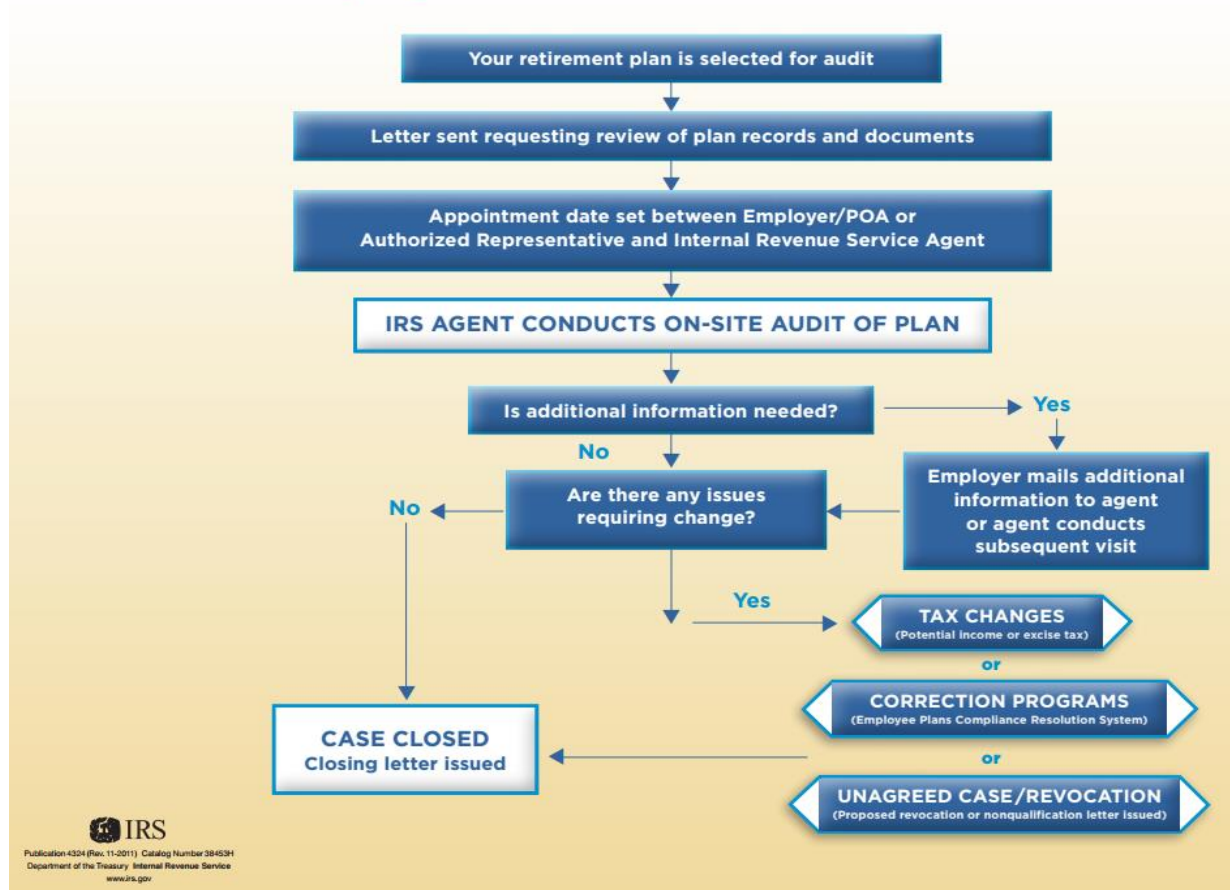 Your retirement plan is selected for audit
Letter sent requesting review of plan records and documents
Appointment date set between Employer/POA or
Authorized Representative and Internal Revenue Service Agent
IRS AGENT CONDUCTS ON-SITE AUDIT OF PLAN
Is additional information needed?
Yes
No
Employer mails additional
information to agent
or agent conducts
subsequent visit
Are there any issues
requiring change?
No
Yes
TAX CHANGES
(Potential income or excise tax)
or
CORRECTION PROGRAMS
(Employee Plans Compliance Resolution System)
or
UNAGREED CASE/REVOCATION
(Proposed revocation or nonqualification letter issued)
CASE CLOSED
Closing letter issued
IRS
Publication 4324 (Rev. 11-2011) Catalog Number 38453H
Department of the Treasury Internal Revenue Service
www.irs.gov